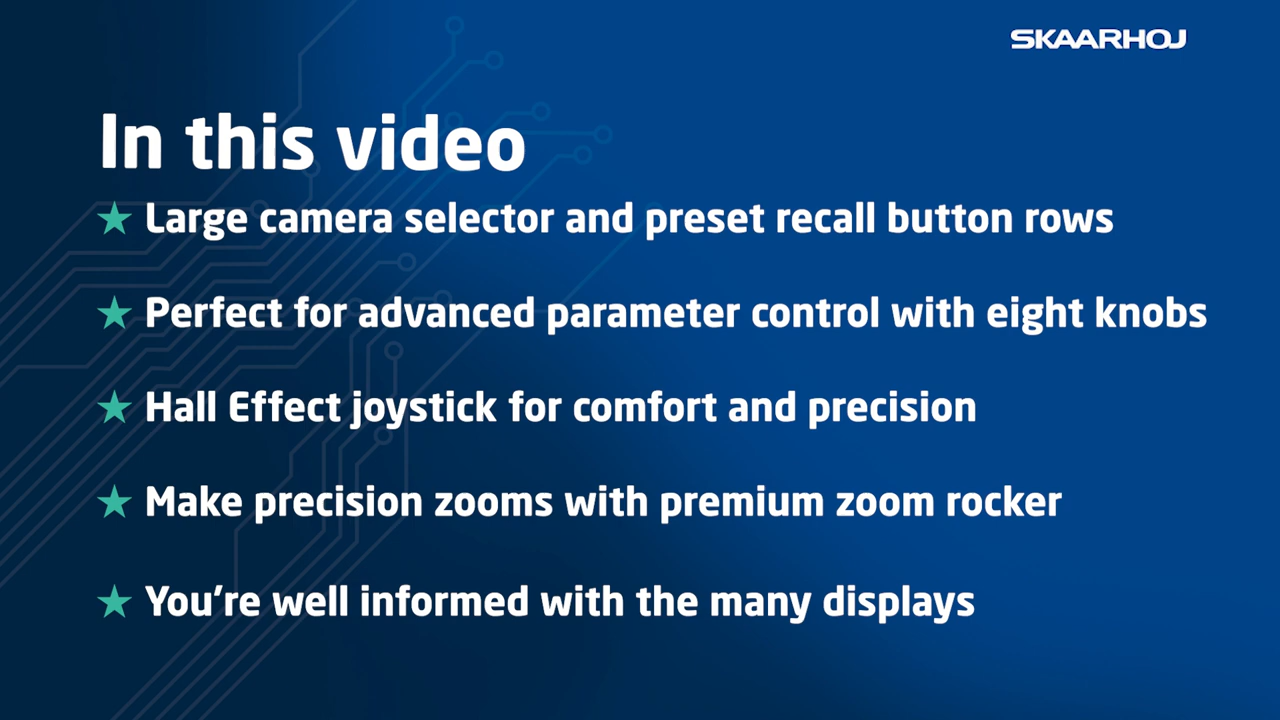 SKAARHOJ
In this video
Large camera selector and preset recall button rows
Perfect for advanced parameter control with eight knobs
Hall Effect joystick for comfort and precision
Make precision zooms with premium zoom rocker
You’re well informed with the many displays